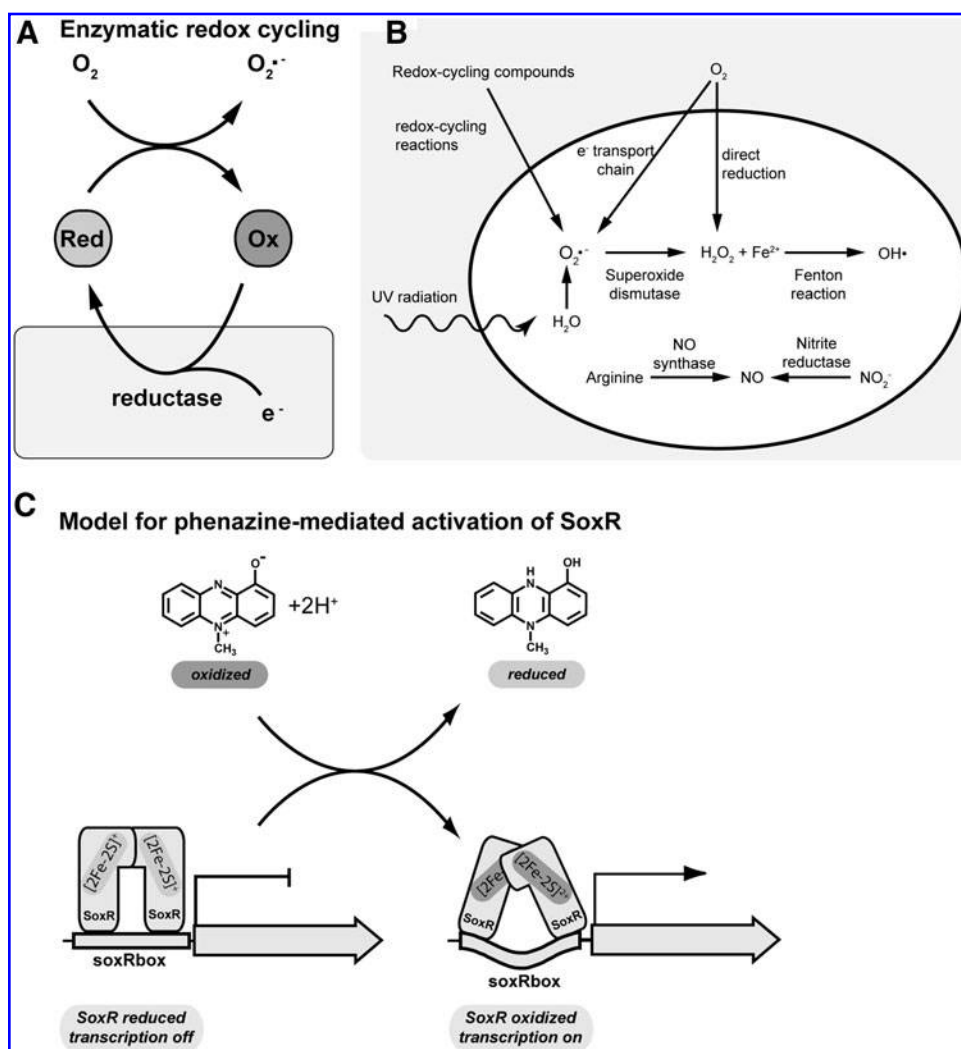 A
Enzymatic redox cycling
O₂
O₂•⁻
Red
Ox
reductase
e⁻
B
Redox-cycling compounds
O₂
redox-cycling
reactions
e⁻ transport
chain
direct
reduction
O₂•⁻
H₂O₂ + Fe²⁺
OH•
Superoxide
dismutase
Fenton
reaction
UV radiation
H₂O
NO
synthase
Nitrite
reductase
Arginine
NO
NO₂⁻
C
Model for phenazine-mediated activation of SoxR
O⁻
N
N⁺
CH₃
+2H⁺
oxidized
H
N
OH
N
CH₃
reduced
[2Fe-2S]⁺
[2Fe-2S]⁺
SoxR
SoxR
soxRbox
SoxR reduced
transcription off
[2Fe-
[2Fe-2S]²⁺
SoxR
SoxR
soxRbox
SoxR oxidized
transcription on